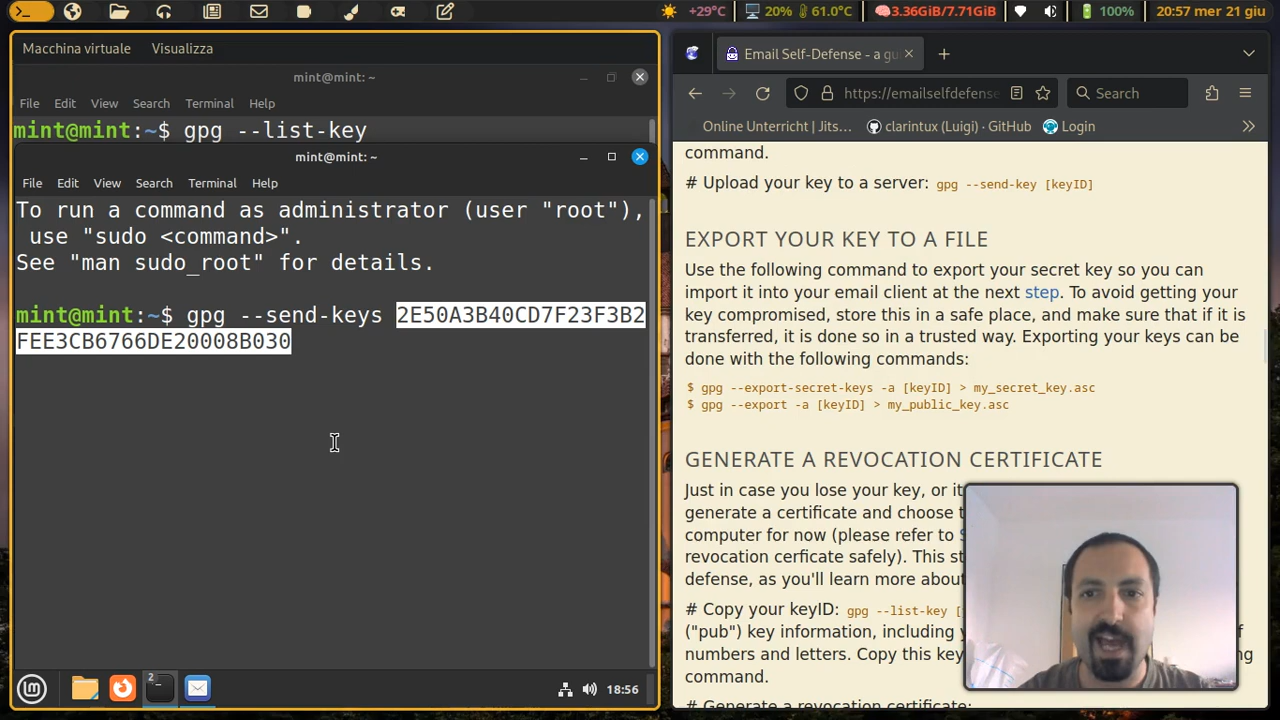 +29°C 20% 61.0°C 3.36GiB/7.71GiB 100% 20:57 mer 21 giu
Macchina virtuale Visualizza
mint@mint: ~
File Edit View Search Terminal Help
mint@mint:~$ gpg --list-key
mint@mint: ~
File Edit View Search Terminal Help
To run a command as administrator (user "root"),
use "sudo <command>".
See "man sudo_root" for details.
mint@mint:~$ gpg --send-keys 2E50A3B40CD7F23F3B2
FEE3CB6766DE20008B030
2
18:56
Email Self-Defense - a gu
https://emailselfdefense
Search
Online Unterricht | Jits… clarintux (Luigi) · GitHub Login
command.
# Upload your key to a server: gpg --send-key [keyID]
EXPORT YOUR KEY TO A FILE
Use the following command to export your secret key so you can
import it into your email client at the next step. To avoid getting your
key compromised, store this in a safe place, and make sure that if it is
transferred, it is done so in a trusted way. Exporting your keys can be
done with the following commands:
$ gpg --export-secret-keys -a [keyID] > my_secret_key.asc
$ gpg --export -a [keyID] > my_public_key.asc
GENERATE A REVOCATION CERTIFICATE
Just in case you lose your key, or it
generate a certificate and choose t
computer for now (please refer to
revocation cerficate safely). This st
defense, as you'll learn more about
# Copy your keyID: gpg --list-key [
("pub") key information, including y f
numbers and letters. Copy this key ng
command.
# Generate a revocation certificate: